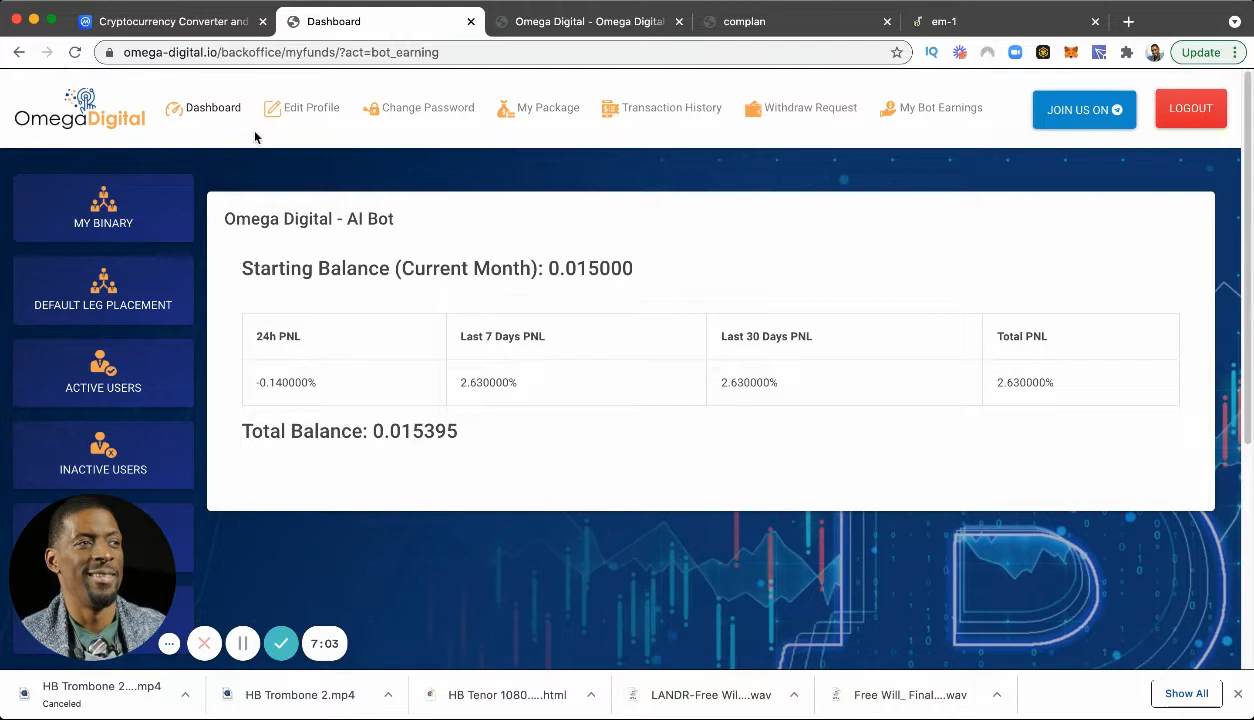 Cryptocurrency Converter and
Dashboard
Omega Digital - Omega Digital
complan
em-1
omega-digital.io/backoffice/myfunds/?act=bot_earning
IQ
Update
OmegaDigital
Dashboard
Edit Profile
Change Password
My Package
Transaction History
Withdraw Request
My Bot Earnings
JOIN US ON
LOGOUT
MY BINARY
DEFAULT LEG PLACEMENT
ACTIVE USERS
INACTIVE USERS
Omega Digital - AI Bot
Starting Balance (Current Month): 0.015000
24h PNL Last 7 Days PNL Last 30 Days PNL Total PNL
-0.140000% 2.630000% 2.630000% 2.630000%
Total Balance: 0.015395
7:03
HB Trombone 2....mp4
Canceled
HB Trombone 2.mp4
HB Tenor 1080.....html
LANDR-Free Wil....wav
Free Will_ Final....wav
Show All